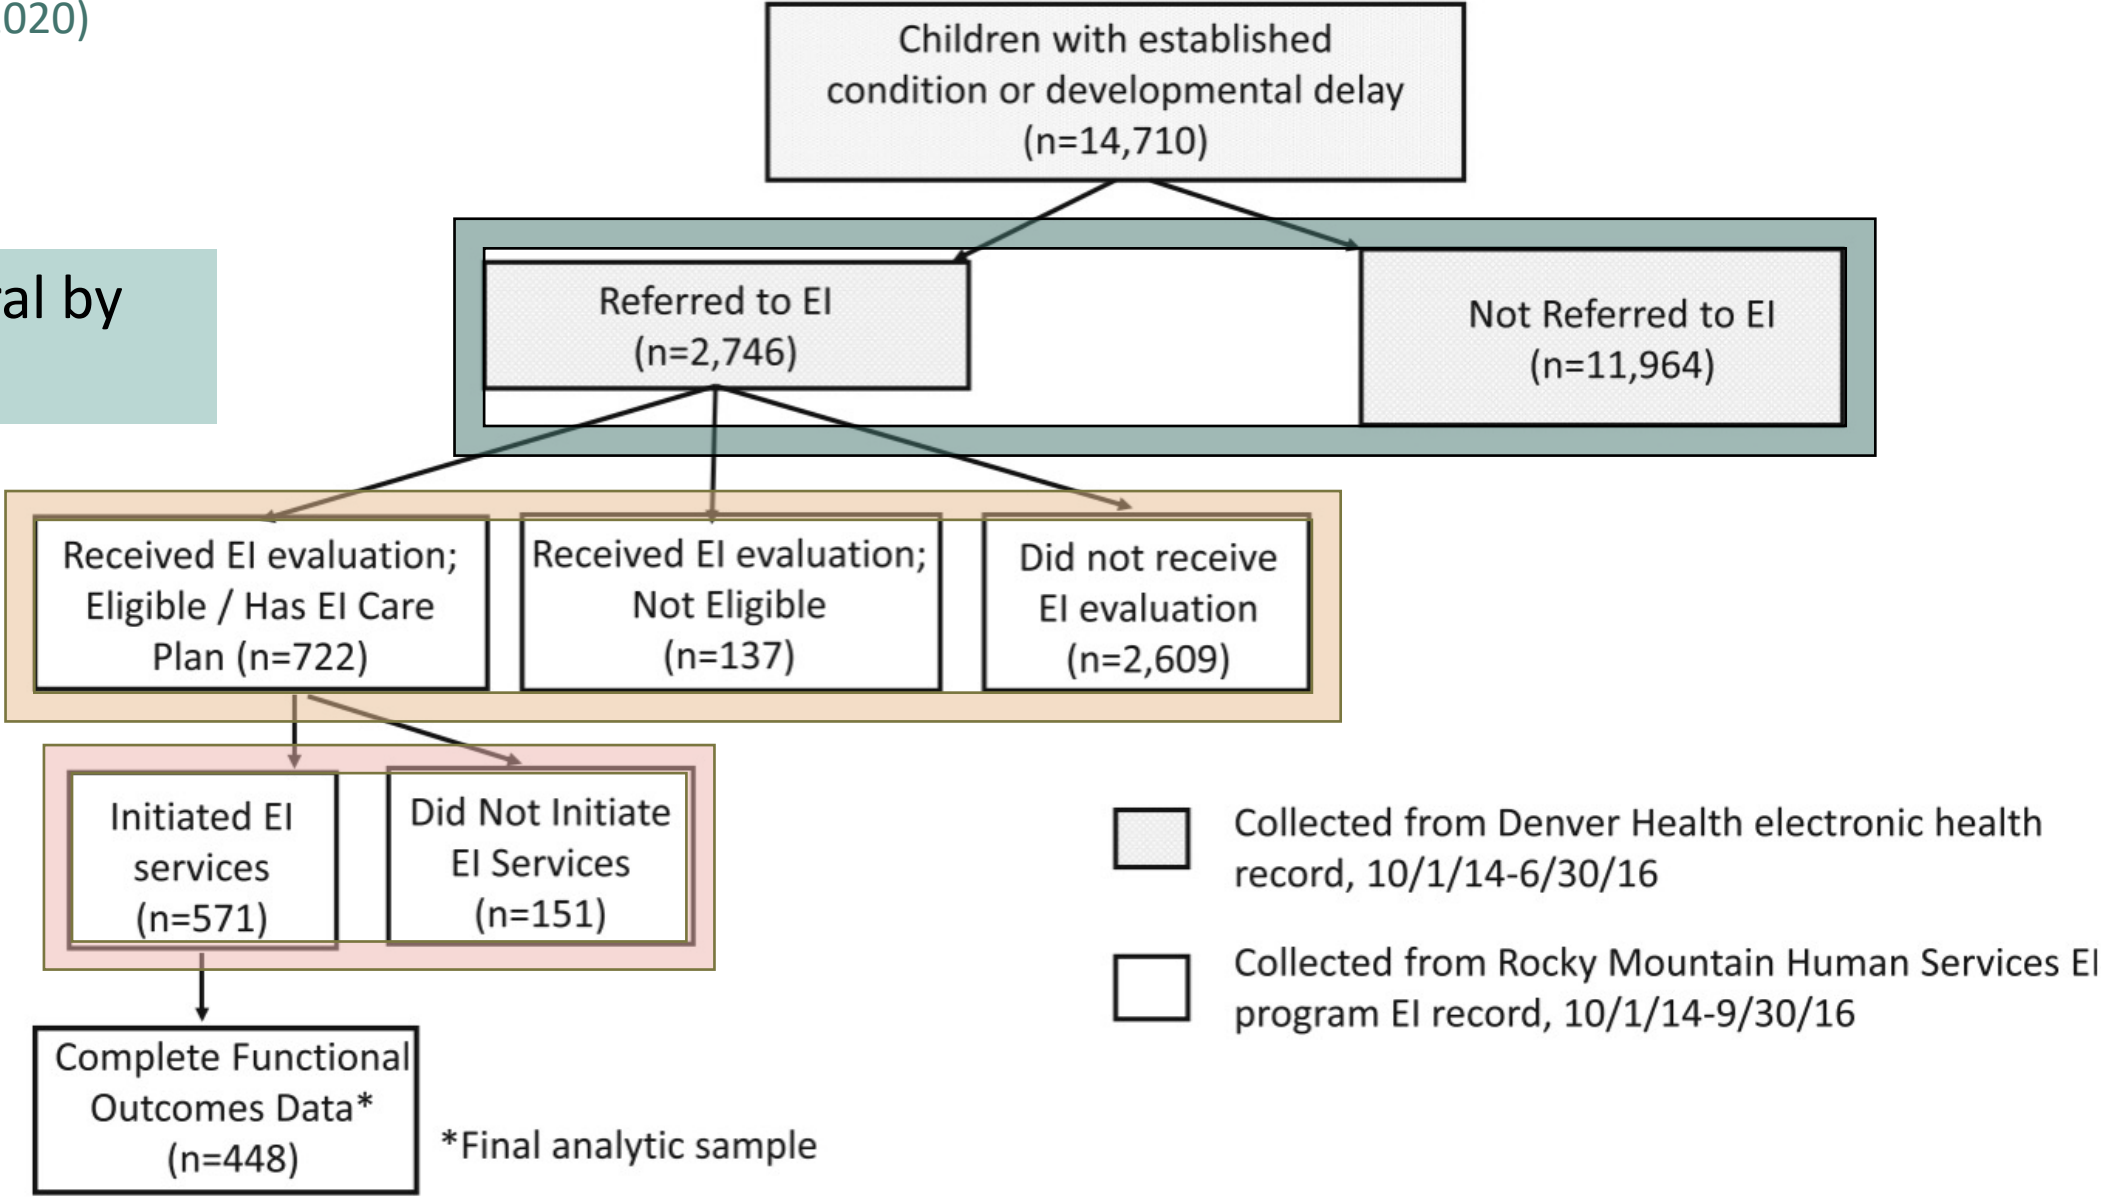 020)
Children with established
condition or developmental delay
(n=14,710)
al by
Referred to EI
(n=2,746)
Not Referred to EI
(n=11,964)
Received EI evaluation;
Eligible / Has EI Care
Plan (n=722)
Received EI evaluation;
Not Eligible
(n=137)
Did not receive
EI evaluation
(n=2,609)
Initiated EI
services
(n=571)
Did Not Initiate
EI Services
(n=151)
Collected from Denver Health electronic health
record, 10/1/14-6/30/16
Collected from Rocky Mountain Human Services EI
program EI record, 10/1/14-9/30/16
Complete Functional
Outcomes Data*
(n=448)
*Final analytic sample